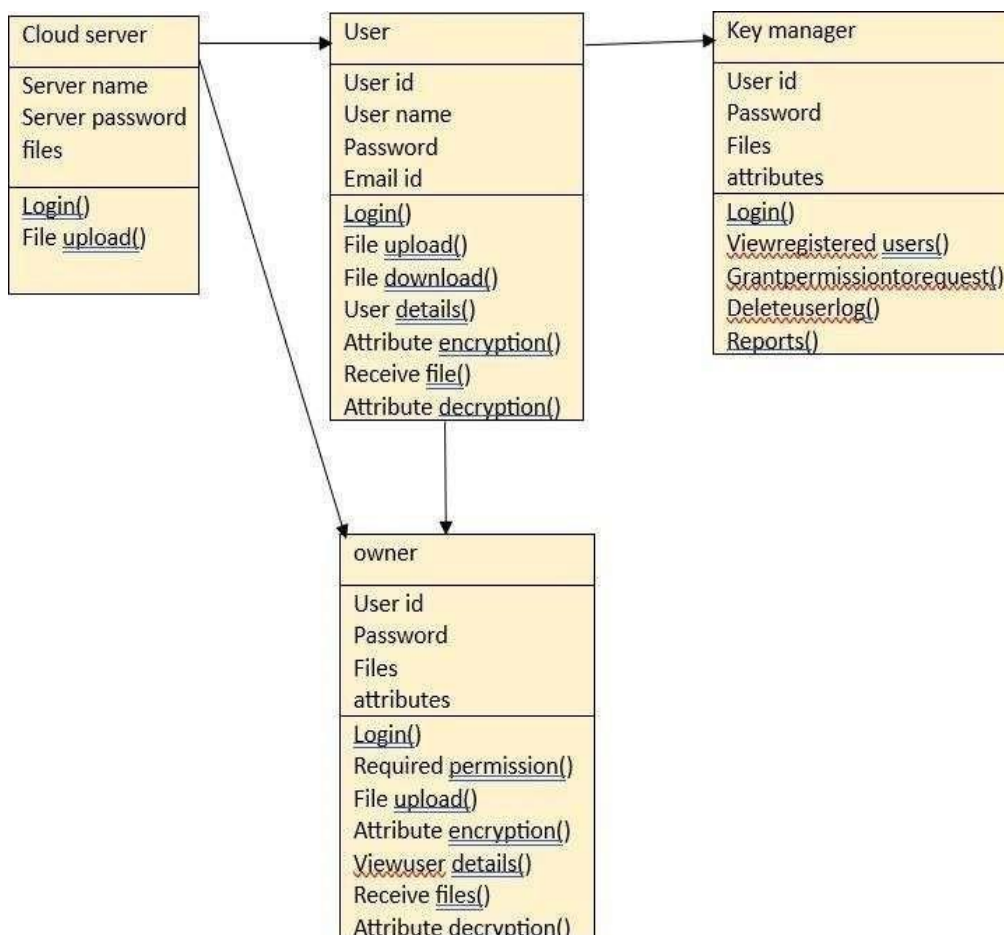 Cloud server
Server name
Server password
files
Login()
File upload()
User
User id
User name
Password
Email id
Login()
File upload()
File download()
User details()
Attribute encryption()
Receive file()
Attribute decryption()
Key manager
User id
Password
Files
attributes
Login()
Viewregistered users()
Grantpermissiontorequest()
Deleteuserlog()
Reports()
owner
User id
Password
Files
attributes
Login()
Required permission()
File upload()
Attribute encryption()
Viewuser details()
Receive files()
Attribute decryption()